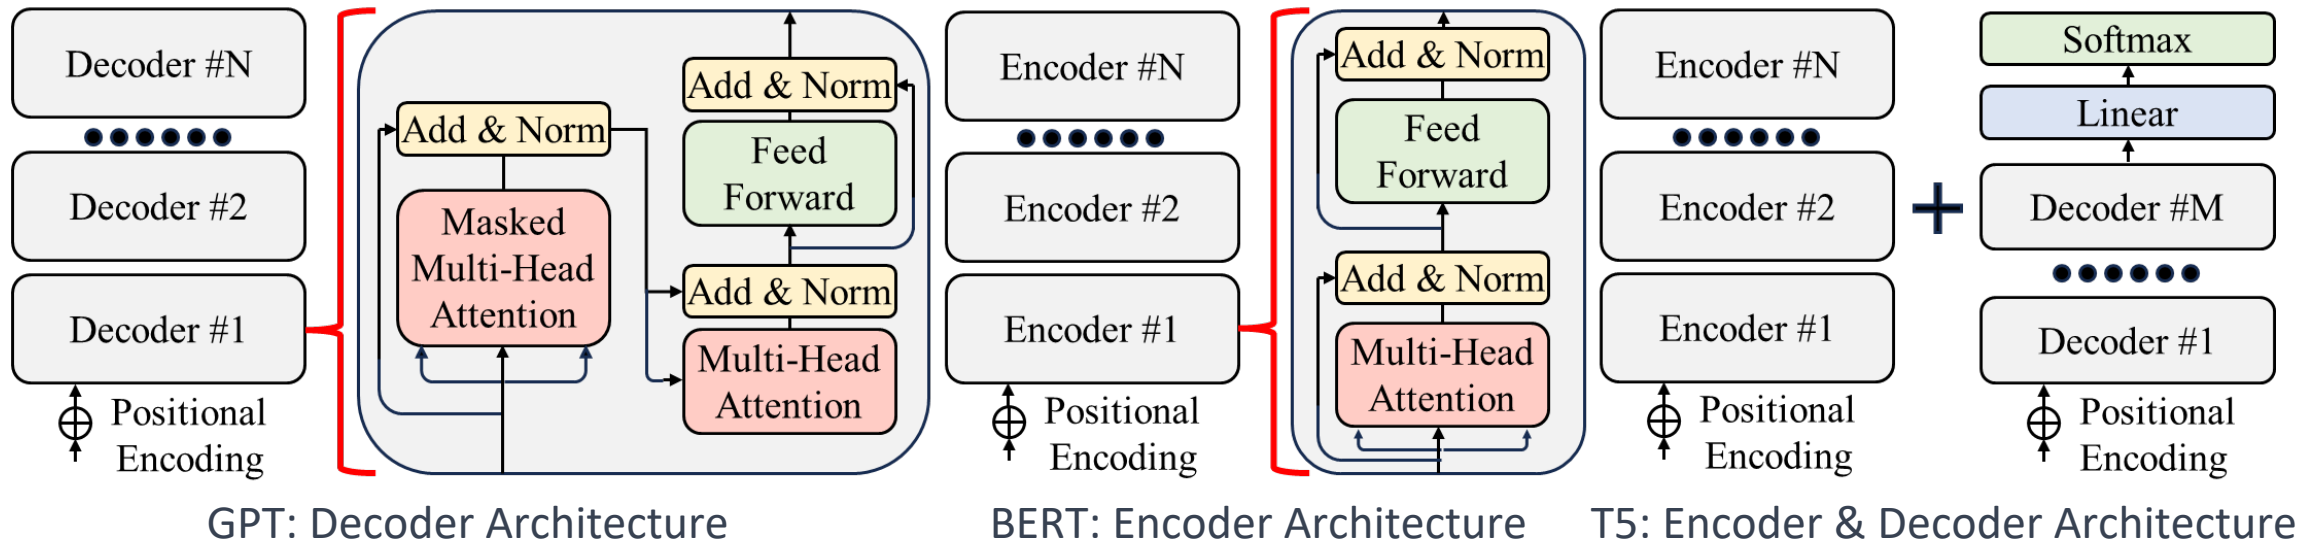 Decoder #N
Decoder #2
Decoder #1
Positional
Encoding
Add & Norm
Masked
Multi-Head
Attention
Add & Norm
Feed
Forward
Add & Norm
Multi-Head
Attention
GPT: Decoder Architecture
Encoder #N
Encoder #2
Encoder #1
Positional
Encoding
Add & Norm
Feed
Forward
Add & Norm
Multi-Head
Attention
BERT: Encoder Architecture
Encoder #N
Encoder #2
Encoder #1
Positional
Encoding
+
Softmax
Linear
Decoder #M
Decoder #1
Positional
Encoding
T5: Encoder & Decoder Architecture